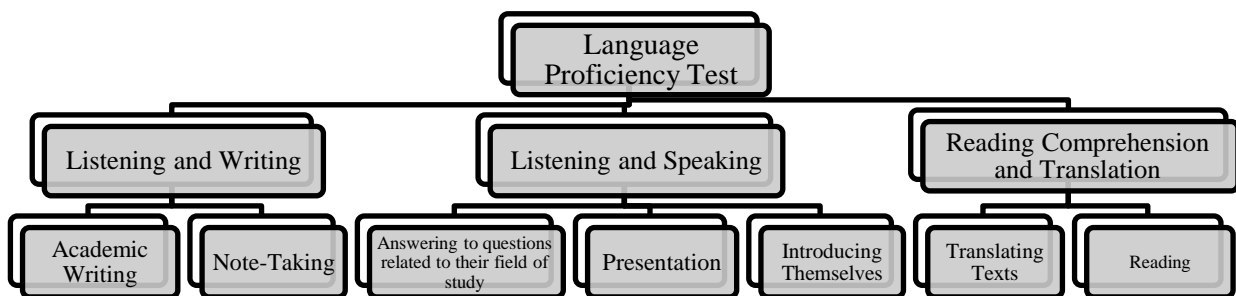 Language
Proficiency Test
Listening and Writing
Listening and Speaking
Reading Comprehension
and Translation
Academic
Writing
Note-Taking
Answering to questions
related to their field of
study
Presentation
Introducing
Themselves
Translating
Texts
Reading